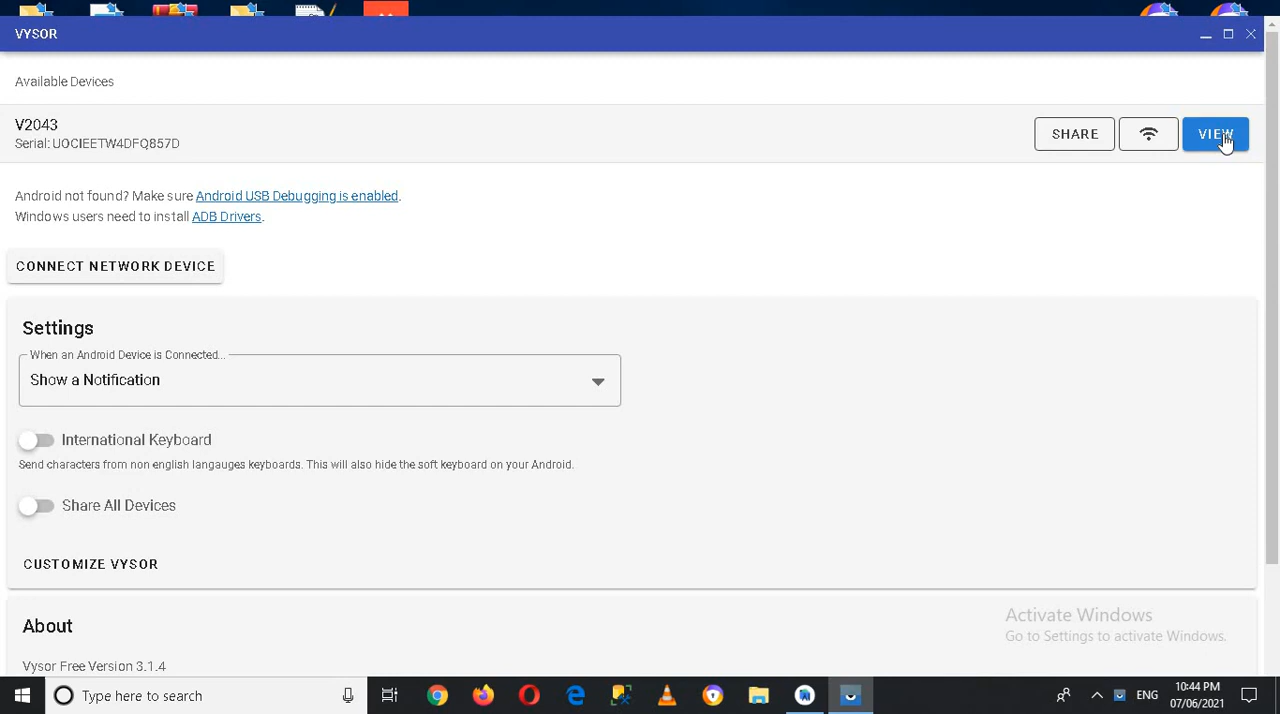 VYSOR
Available Devices
V2043
Serial: UOCIEETW4DFQ857D
SHARE
VIEW
Android not found? Make sure Android USB Debugging is enabled.
Windows users need to install ADB Drivers.
CONNECT NETWORK DEVICE
Settings
When an Android Device is Connected...
Show a Notification
International Keyboard
Send characters from non english langauges keyboards. This will also hide the soft keyboard on your Android.
Share All Devices
CUSTOMIZE VYSOR
About
Vysor Free Version 3.1.4
Activate Windows
Go to Settings to activate Windows.
Type here to search
ENG
10:44 PM
07/06/2021